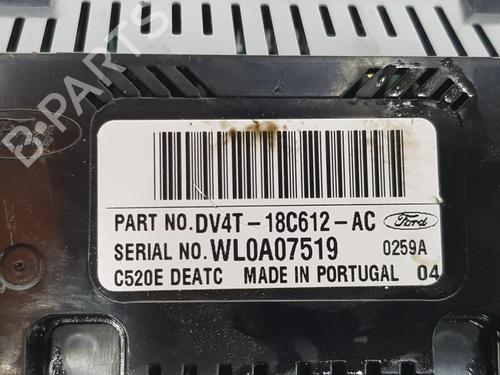 B-PARTS
PART NO.DV4T-18C612-AC Ford
SERIAL NO.WL0A07519 0259A
C520E DEATC MADE IN PORTUGAL 04